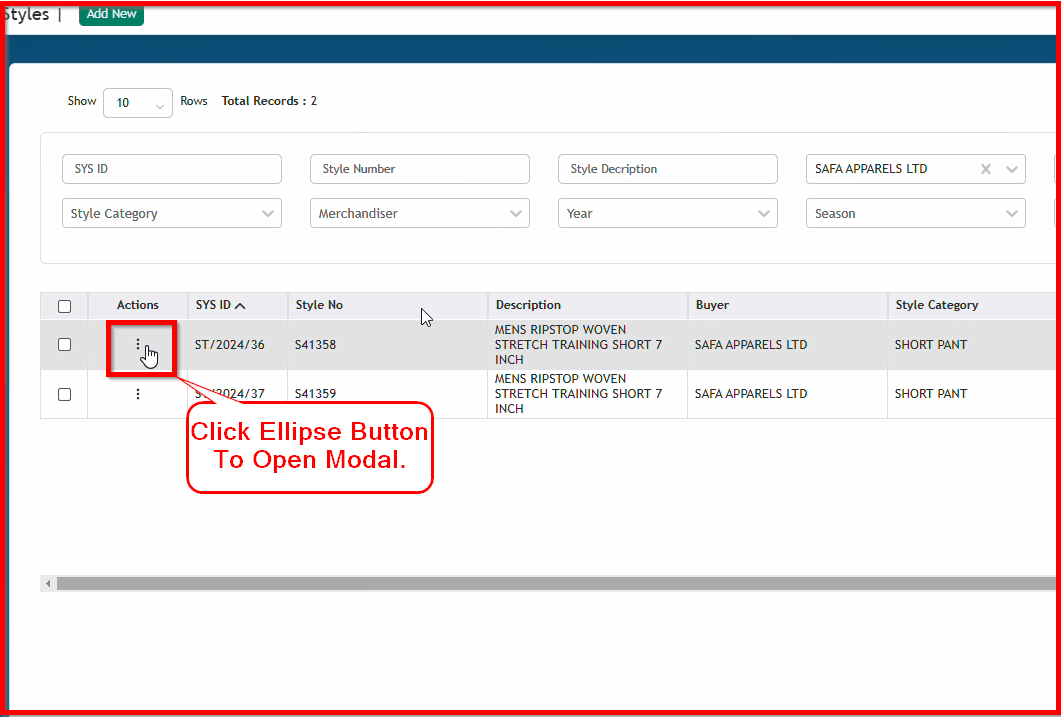 Styles | Add New
Show 10 Rows Total Records : 2
SYS ID Style Number Style Decription SAFA APPARELS LTD
Style Category Merchandiser Year Season
Actions SYS ID Style No Description Buyer Style Category
MENS RIPSTOP WOVEN
ST/2024/36 S41358 STRETCH TRAINING SHORT 7 SAFA APPARELS LTD SHORT PANT
INCH
MENS RIPSTOP WOVEN
ST/2024/37 S41359 STRETCH TRAINING SHORT 7 SAFA APPARELS LTD SHORT PANT
INCH
Click Ellipse Button
To Open Modal.